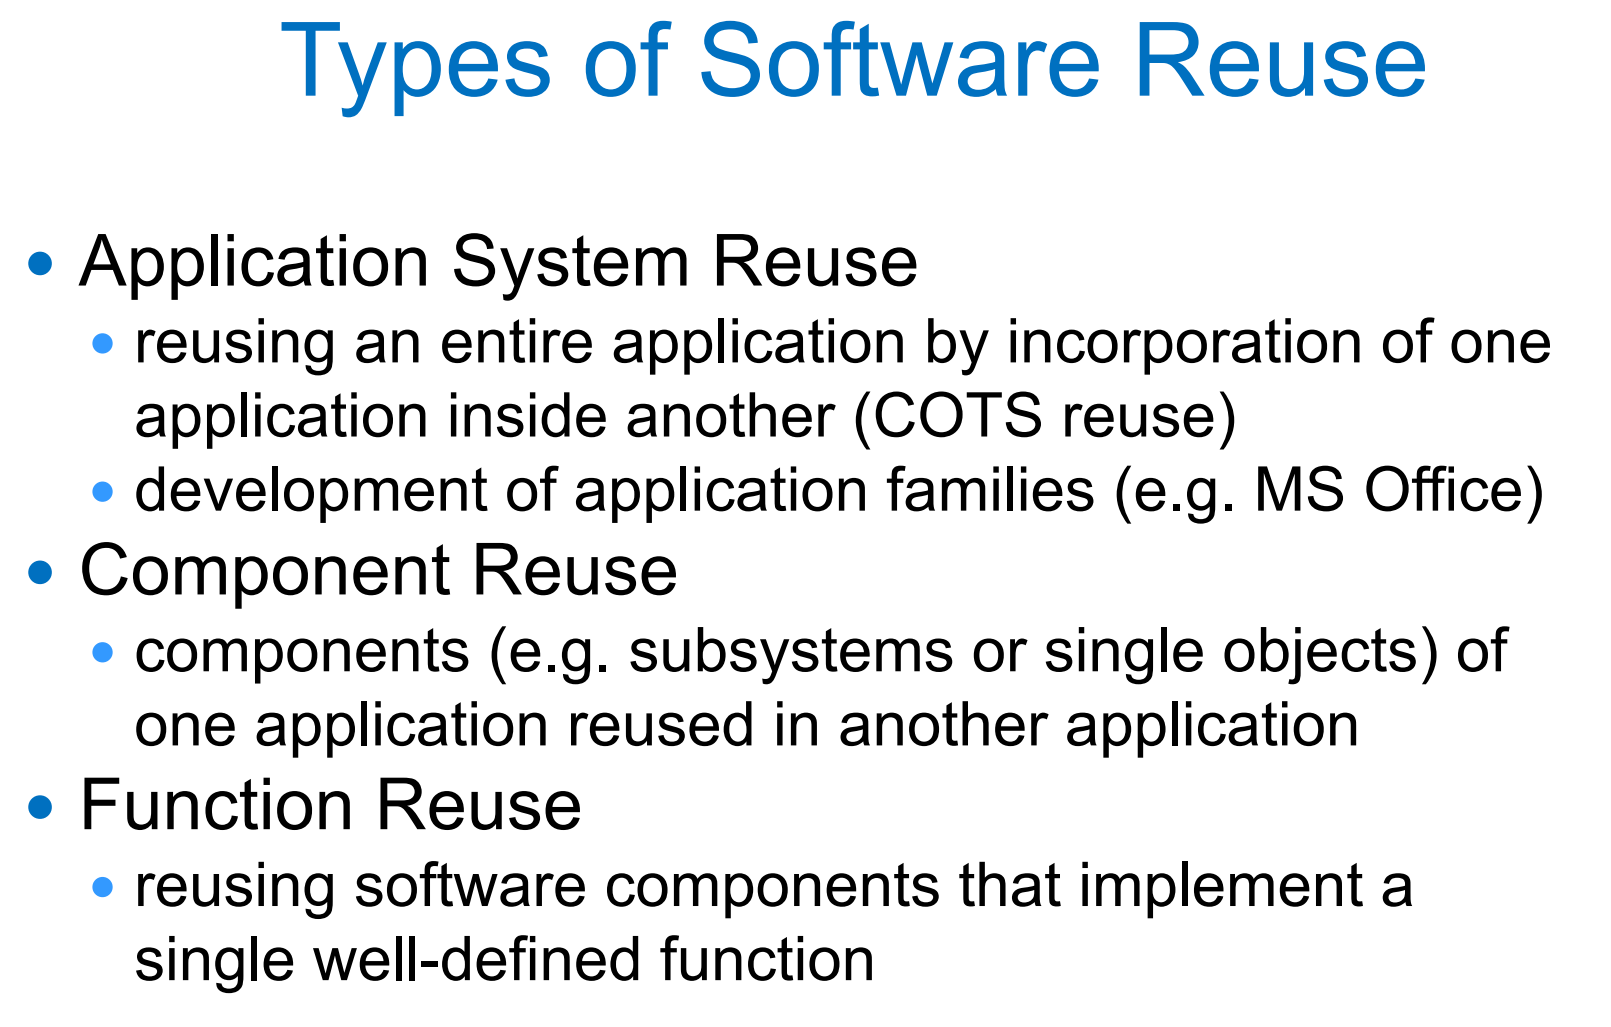 Types of Software Reuse
• Application System Reuse
• reusing an entire application by incorporation of one
application inside another (COTS reuse)
• development of application families (e.g. MS Office)
• Component Reuse
• components (e.g. subsystems or single objects) of
one application reused in another application
• Function Reuse
• reusing software components that implement a
single well-defined function